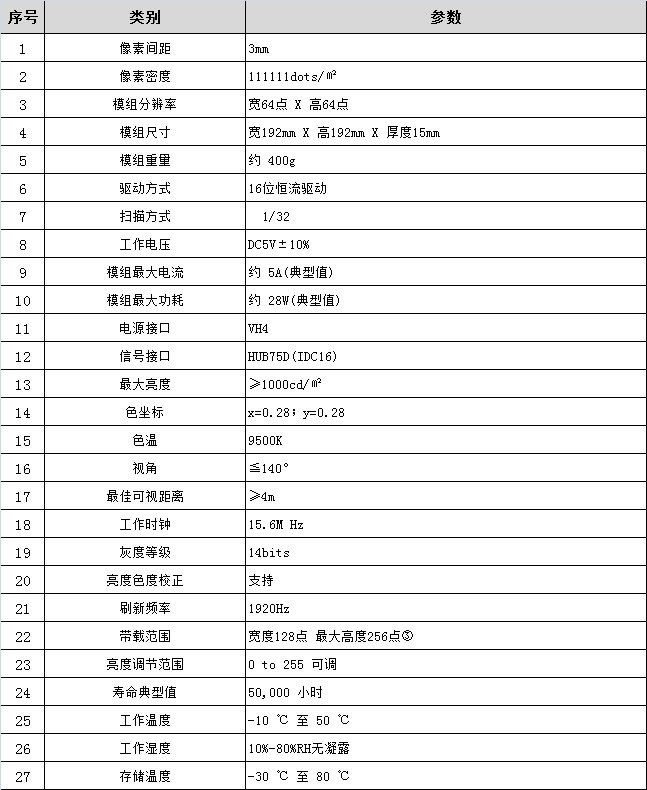 序号 类别 参数
1 像素间距 3mm
2 像素密度 111111dots/㎡
3 模组分辨率 宽64点 X 高64点
4 模组尺寸 宽192mm X 高192mm X 厚度15mm
5 模组重量 约 400g
6 驱动方式 16位恒流驱动
7 扫描方式 1/32
8 工作电压 DC5V±10%
9 模组最大电流 约 5A(典型值)
10 模组最大功耗 约 28W(典型值)
11 电源接口 VH4
12 信号接口 HUB75D(IDC16)
13 最大亮度 ≥1000cd/㎡
14 色坐标 x=0.28；y=0.28
15 色温 9500K
16 视角 ≦140°
17 最佳可视距离 ≥4m
18 工作时钟 15.6M Hz
19 灰度等级 14bits
20 亮度色度校正 支持
21 刷新频率 1920Hz
22 带载范围 宽度128点 最大高度256点⑤
23 亮度调节范围 0 to 255 可调
24 寿命典型值 50,000 小时
25 工作温度 -10 ℃ 至 50 ℃
26 工作湿度 10%-80%RH无凝露
27 存储温度 -30 ℃ 至 80 ℃